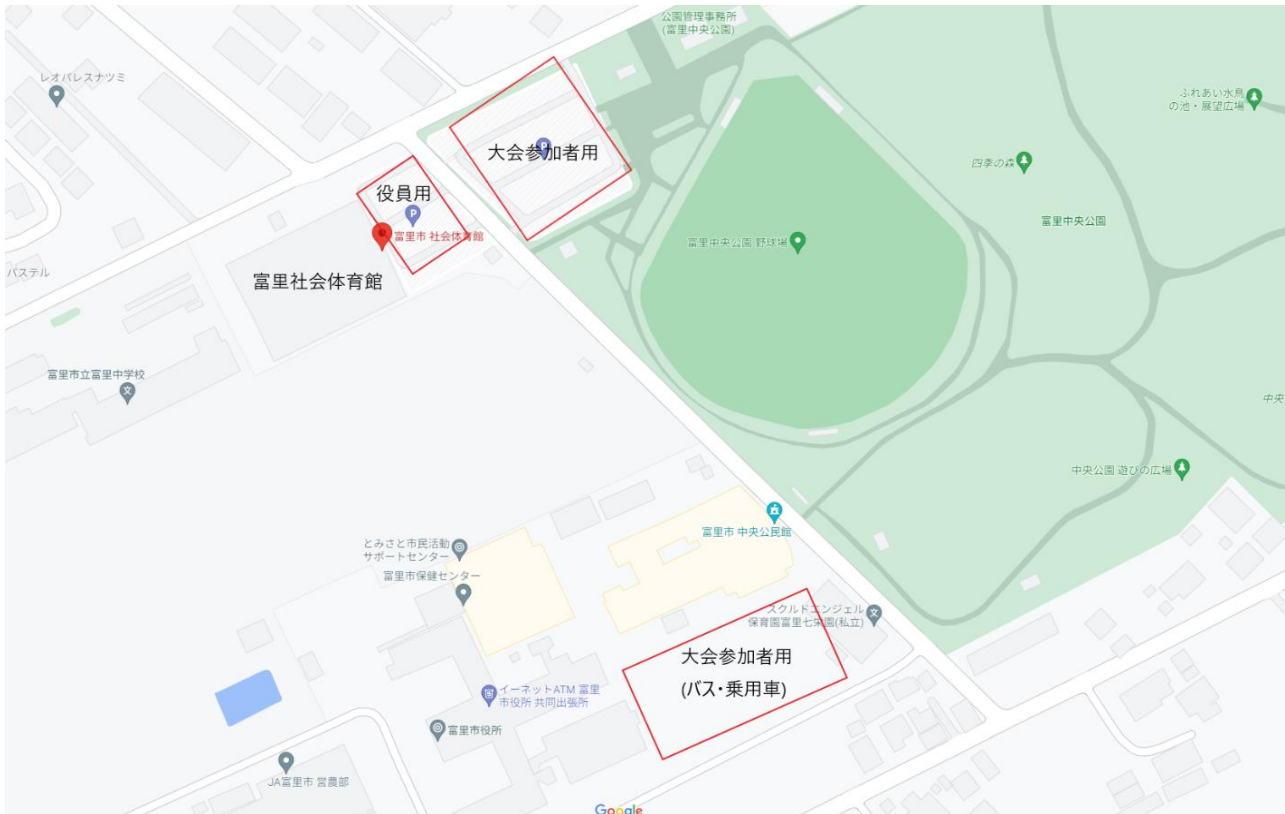 公園管理事務所
(富里中央公園)
レオパレスナツミ
ふれあい水鳥
の池・展望広場
大会参加者用
P
四季の森
役員用
P
富里市 社会体育館
富里中央公園
富里中央公園 野球場
パステル
富里社会体育館
富里市立富里中学校
文
中央
中央公園 遊びの広場
富里市 中央公民館
とみさと市民活動
サポートセンター
富里市保健センター
スクルドエンジェル
保育園富里七栄園(私立)
文
大会参加者用
(バス・乗用車)
イーネットATM 富里
市役所 共同出張所
富里市役所
JA富里市 営農部
Google